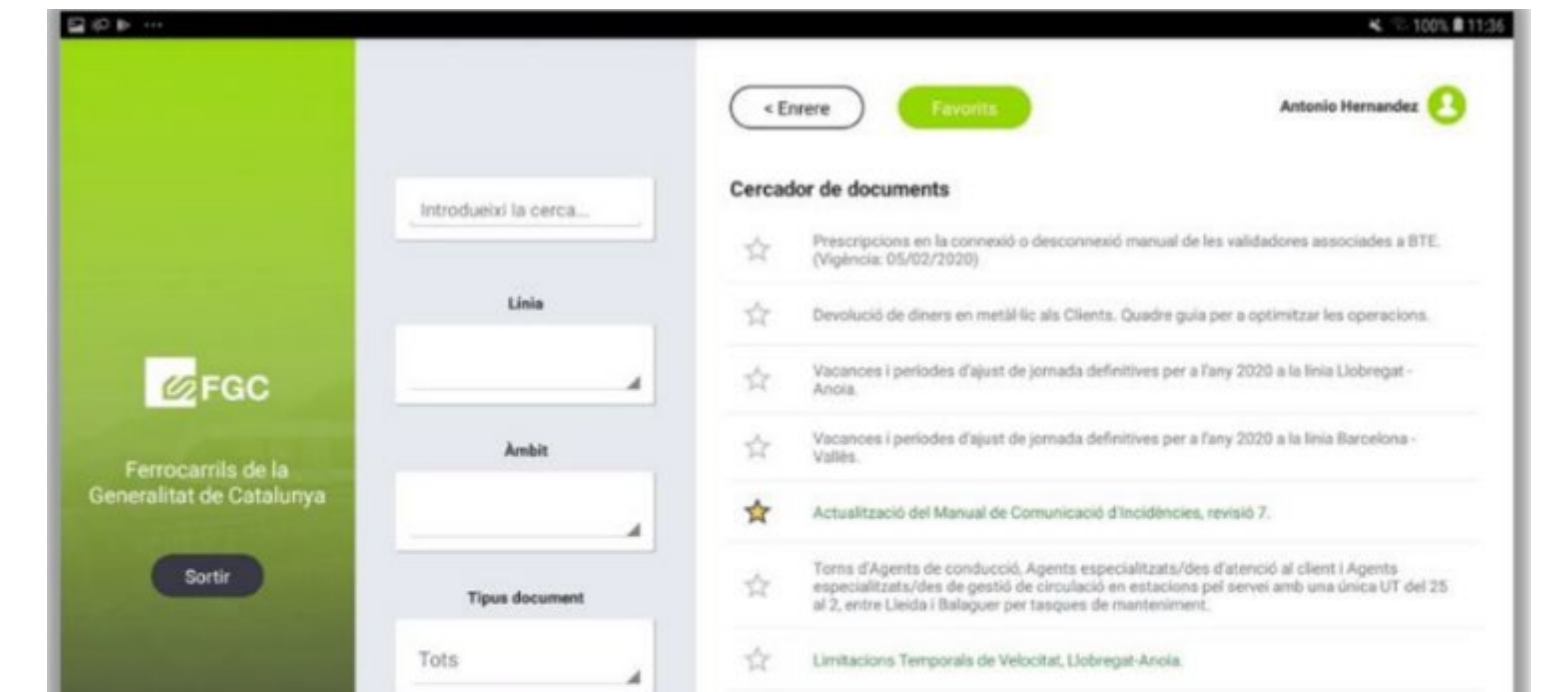 100% 11:36
FGC
Ferrocarrils de la
Generalitat de Catalunya
Sortir
Introdueixi la cerca...
Línia
Àmbit
Tipus document
Tots
< Enrere
Favorits
Antonio Hernandez
Cercador de documents
Prescripcions en la connexió o desconnexió manual de les validadores associades a BTE.
(Vigència: 05/02/2020)
Devolució de diners en metàl·lic als Clients. Quadre guia per a optimitzar les operacions.
Vacances i períodes d'ajust de jornada definitives per a l'any 2020 a la línia Llobregat -
Anoia.
Vacances i períodes d'ajust de jornada definitives per a l'any 2020 a la línia Barcelona -
Vallès.
Actualització del Manual de Comunicació d'Incidències, revisió 7.
Torns d'Agents de conducció, Agents especialitzats/des d'atenció al client i Agents
especialitzats/des de gestió de circulació en estacions pel servei amb una única UT del 25
al 2, entre Lleida i Balaguer per tasques de manteniment.
Limitacions Temporals de Velocitat, Llobregat-Anoia.